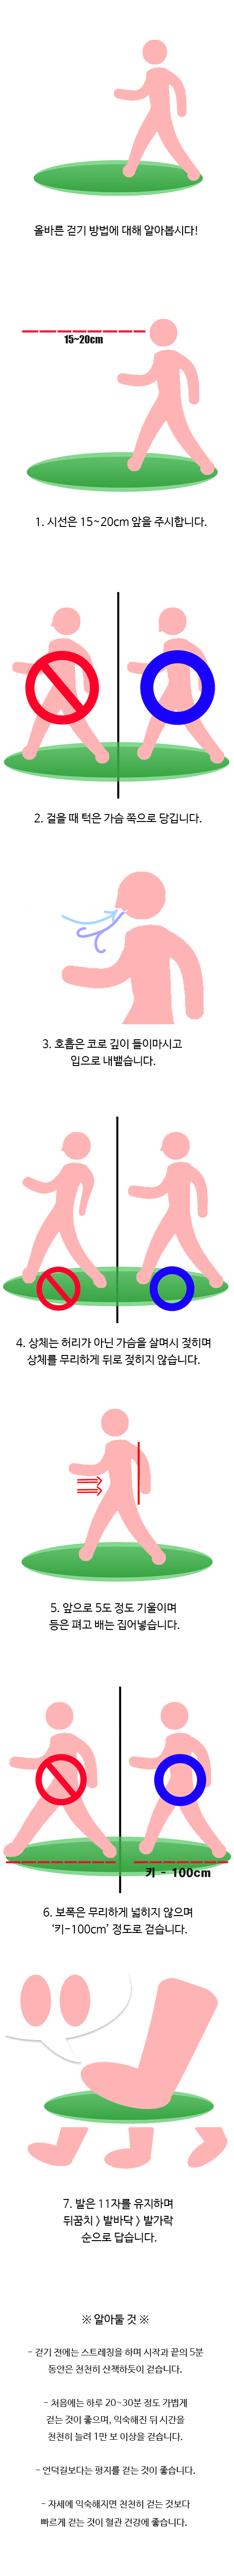 올바른 걷기 방법에 대해 알아봅시다!
15~20cm
1. 시선은 15~20cm 앞을 주시합니다.
2. 걸을 때 턱은 가슴 쪽으로 당깁니다.
3. 호흡은 코로 깊이 들이마시고
입으로 내뱉습니다.
4. 상체는 허리가 아닌 가슴을 살며시 젖히며
상체를 무리하게 뒤로 젖히지 않습니다.
5. 앞으로 5도 정도 기울이며
등은 펴고 배는 집어넣습니다.
키 - 100cm
6. 보폭은 무리하게 넓히지 않으며
‘키-100cm’ 정도로 걷습니다.
7. 발은 11자를 유지하며
뒤꿈치 > 발바닥 > 발가락
순으로 답습니다.
※ 알아둘 것 ※
- 걷기 전에는 스트레칭을 하며 시작과 끝의 5분
동안은 천천히 산책하듯이 걷습니다.
- 처음에는 하루 20~30분 정도 가볍게
걷는 것이 좋으며, 익숙해진 뒤 시간을
천천히 늘려 1만 보 이상을 걷습니다.
- 언덕길보다는 평지를 걷는 것이 좋습니다.
- 자세에 익숙해지면 천천히 걷는 것보다
빠르게 걷는 것이 혈관 건강에 좋습니다.